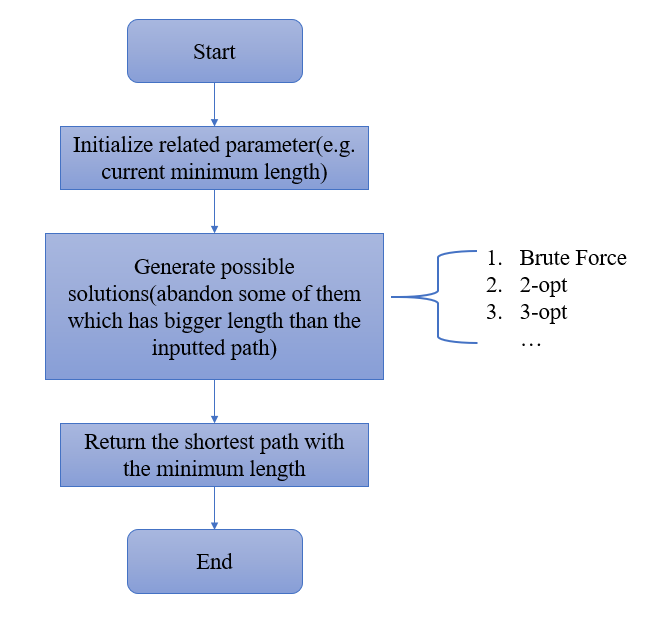 Start
Initialize related parameter(e.g.
current minimum length)
Generate possible
solutions(abandon some of them
which has bigger length than the
inputted path)
1. Brute Force
2. 2-opt
3. 3-opt
…
Return the shortest path with
the minimum length
End